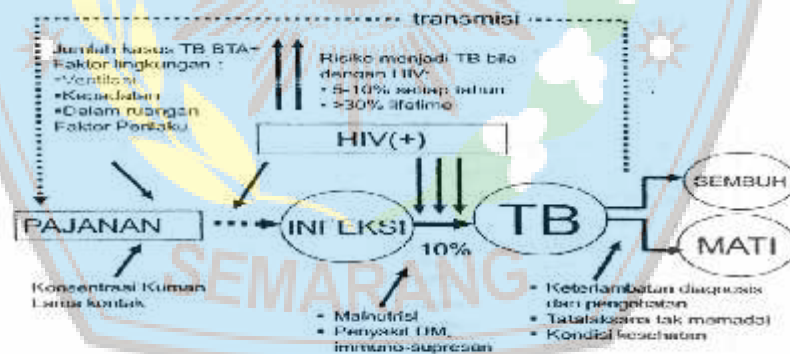 transmisi
Jumlah kasus TB BTA+
Faktor lingkungan :
•Ventilasi
•Kepadatan
•Dalam ruangan
Faktor Perilaku
Risiko menjadi TB bila
dengan HIV:
• 5-10% setiap tahun
• >30% lifetime
HIV(+)
PAJANAN
INFEKSI
10%
TB
SEMBUH
MATI
Konsentrasi Kuman
Lama kontak
• Malnutrisi
• Penyakit DM,
immuno-supresan
• Keterlambatan diagnosis
dan pengobatan
• Tatalaksana tak memadai
• Kondisi kesehatan
SEMARANG